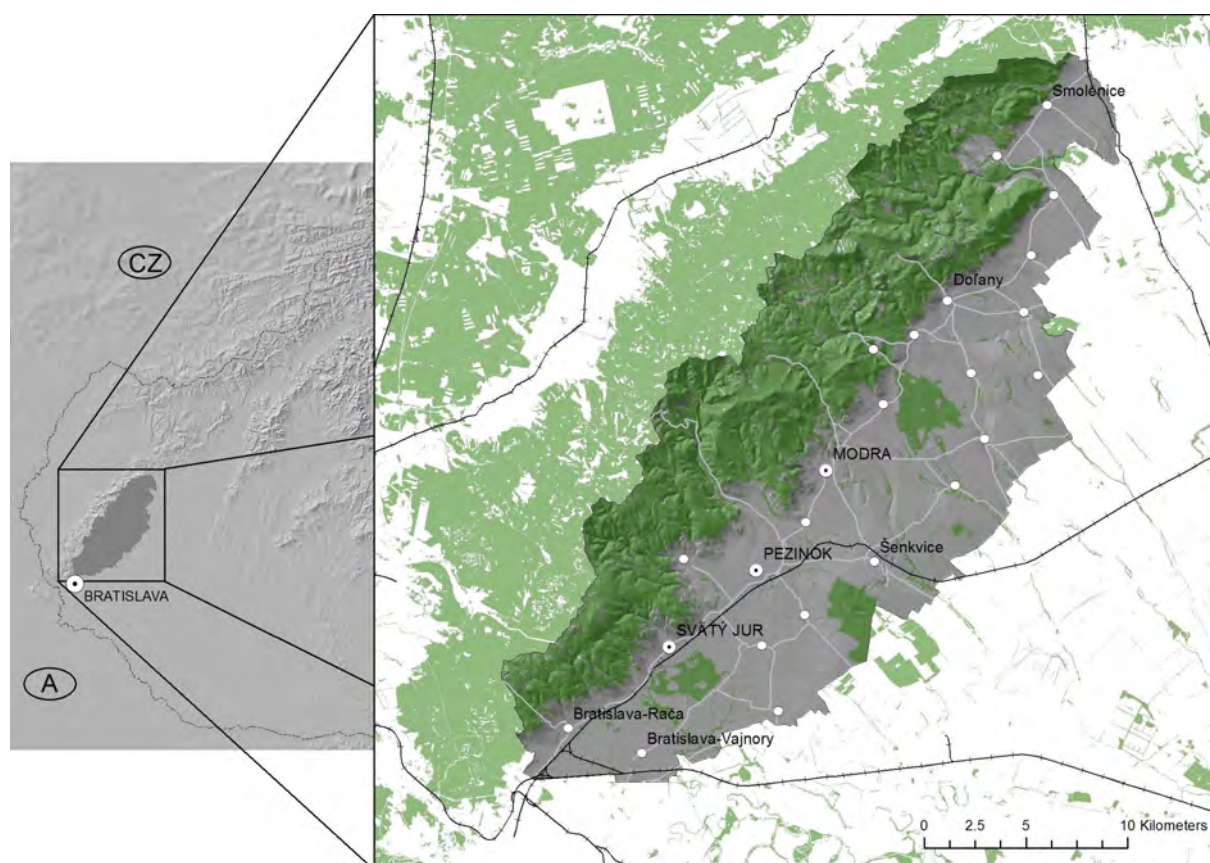 CZ
BRATISLAVA
A
Smolenice
Doľany
MODRA
PEZINOK
Šenkvice
SVÄTÝ JUR
Bratislava-Rača
Bratislava-Vajnory
0 2.5 5 10 Kilometers